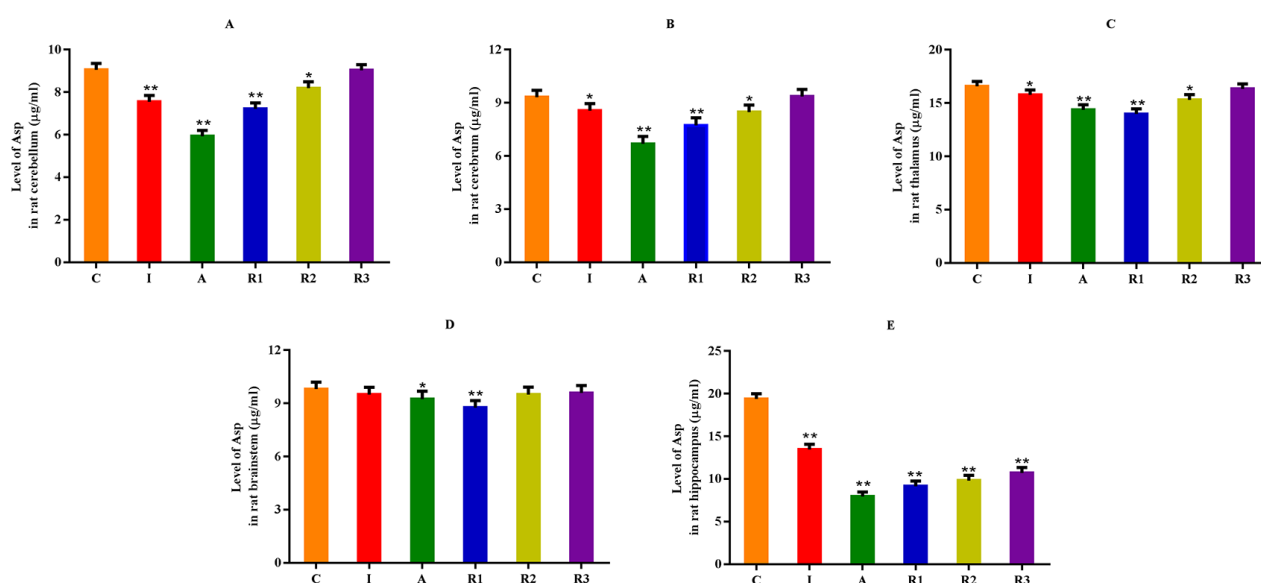 A
Level of Asp
in rat cerebellum (μg/ml)
10
8
6
4
2
0
**
**
**
*
C I A R1 R2 R3
B
Level of Asp
in rat cerebrum (μg/ml)
12
9
6
3
0
*
**
**
*
C I A R1 R2 R3
C
Level of Asp
in rat thalamus (μg/ml)
20
15
10
5
0
*
**
**
*
C I A R1 R2 R3
D
Level of Asp
in rat brainstem (μg/ml)
12
9
6
3
0
*
**
C I A R1 R2 R3
E
Level of Asp
in rat hippocampus (μg/ml)
25
20
15
10
5
0
**
**
**
**
**
C I A R1 R2 R3